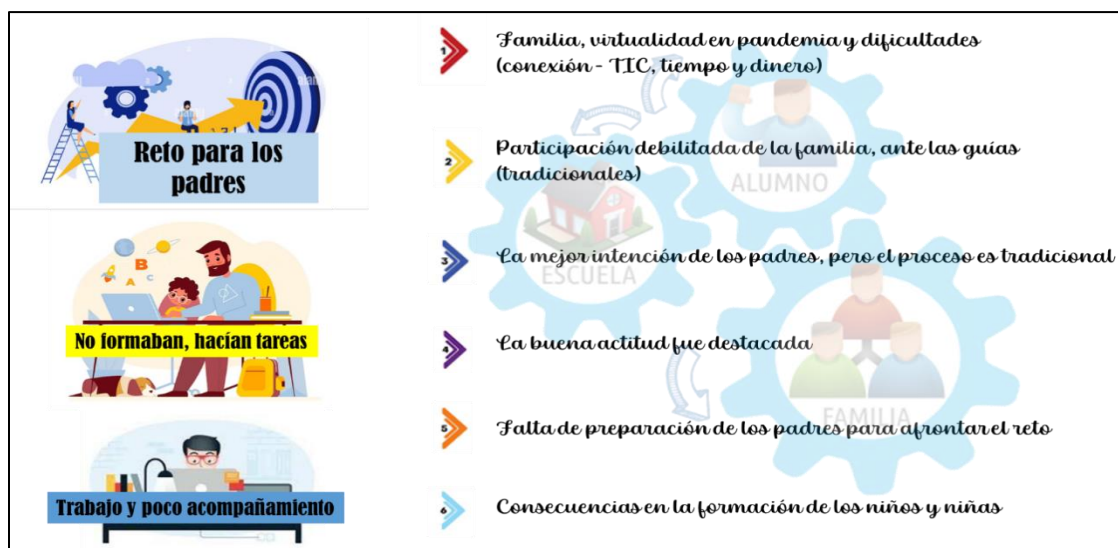 Reto para los
padres
No formaban, hacían tareas
B
A
C
Trabajo y poco acompañamiento
1
Familia, virtualidad en pandemia y dificultades
(conexión - TIC, tiempo y dinero)
2
Participación debilitada de la familia, ante las guías
(tradicionales)
3
La mejor intención de los padres, pero el proceso es tradicional
4
La buena actitud fue destacada
5
Falta de preparación de los padres para afrontar el reto
6
Consecuencias en la formación de los niños y niñas
ALUMNO
ESCUELA
FAMILIA